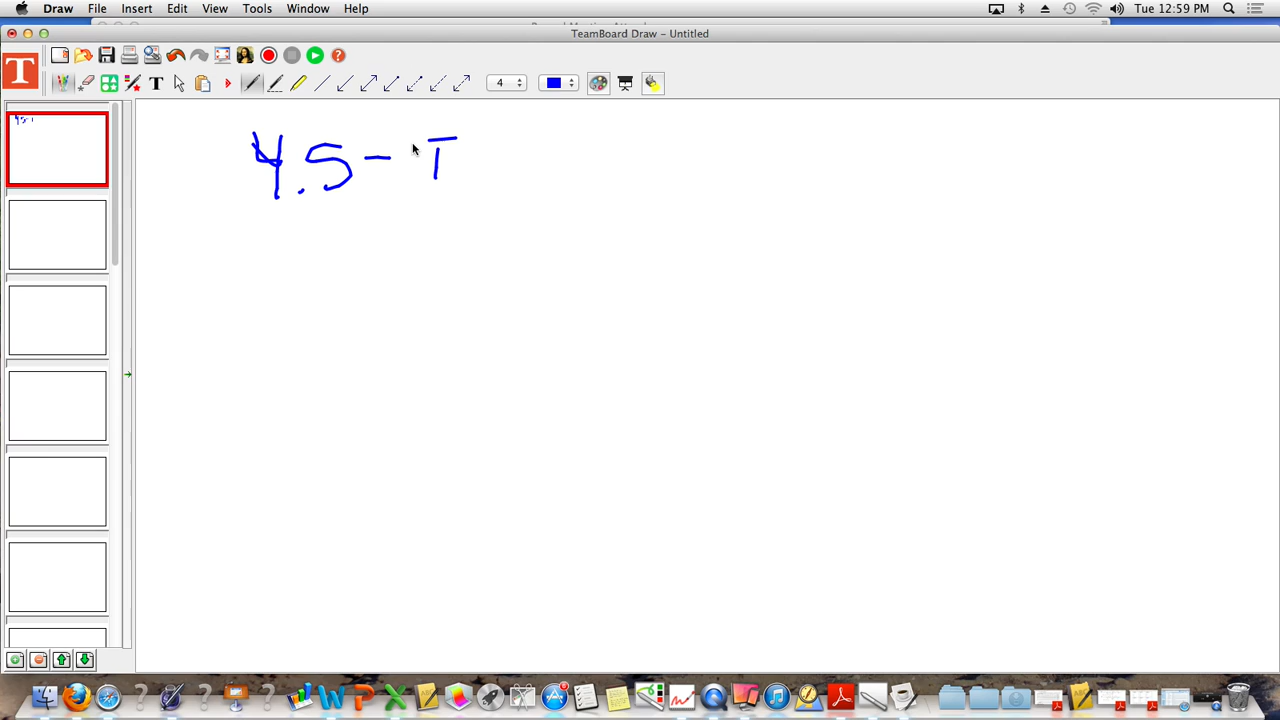 Draw File Insert Edit View Tools Window Help Tue 12:59 PM
TeamBoard Draw – Untitled
T T 4
4.5 - T